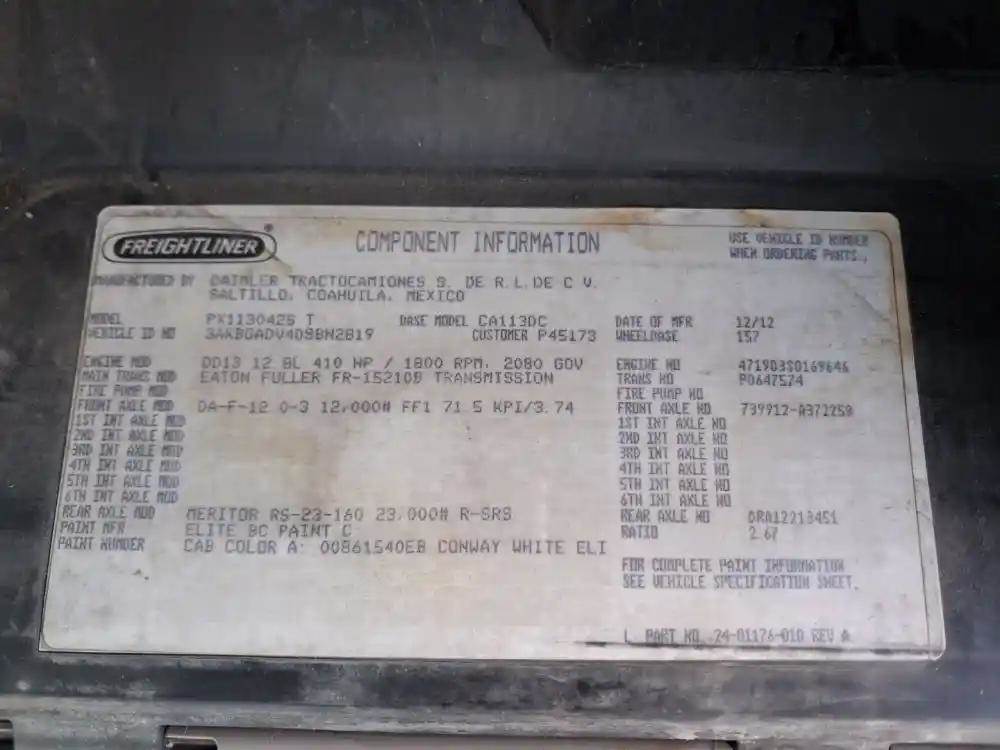 FREIGHTLINER ®
COMPONENT INFORMATION
USE VEHICLE ID NUMBER
WHEN ORDERING PARTS.
MANUFACTURED BY DAIMLER TRACTOCAMIONES S. DE R.L.DE C V.
SALTILLO, COAHUILA, MEXICO
MODEL PX113042S T BASE MODEL CA113DC DATE OF MFR 12/12
VEHICLE ID NO 3AKBGADV4DSBN2819 CUSTOMER P45173 WHEELBASE 157
ENGINE MOD DD13 12 8L 410 HP / 1800 RPM, 2080 GOV ENGINE NO 471903S0169646
MAIN TRANS MOD EATON FULLER FR-15210B TRANSMISSION TRANS NO P0647574
FIRE PUMP MOD FIRE PUMP NO
FRONT AXLE MOD DA-F-12 0-3 12,000# FF1 71 5 KPI/3.74 FRONT AXLE NO 739912-A372258
1ST INT AXLE MOD 1ST INT AXLE NO
2ND INT AXLE MOD 2ND INT AXLE NO
3RD INT AXLE MOD 3RD INT AXLE NO
4TH INT AXLE MOD 4TH INT AXLE NO
5TH INT AXLE MOD 5TH INT AXLE NO
6TH INT AXLE MOD 6TH INT AXLE NO
REAR AXLE MOD MERITOR RS-23-160 23,000# R-SRS REAR AXLE NO
PAINT MFR ELITE BC PAINT C RATIO 2.67
PAINT NUMBER CAB COLOR A: 00861540EB CONWAY WHITE ELI
FOR COMPLETE PAINT INFORMATION
SEE VEHICLE SPECIFICATION SHEET.
PART NO. 24-01176-010 REV A